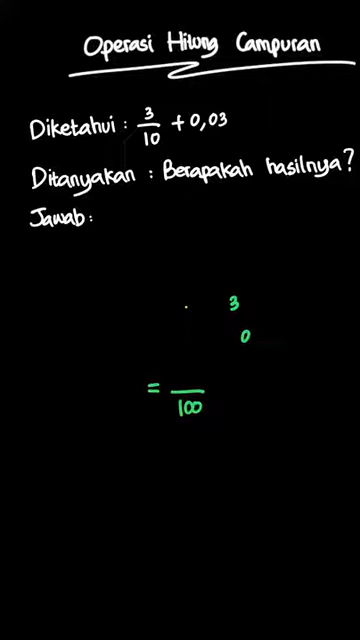 Operasi Hitung Campuran
Diketahui : 3/10 + 0,03
Ditanyakan : Berapakah hasilnya?
Jawab :
3
0
= /100